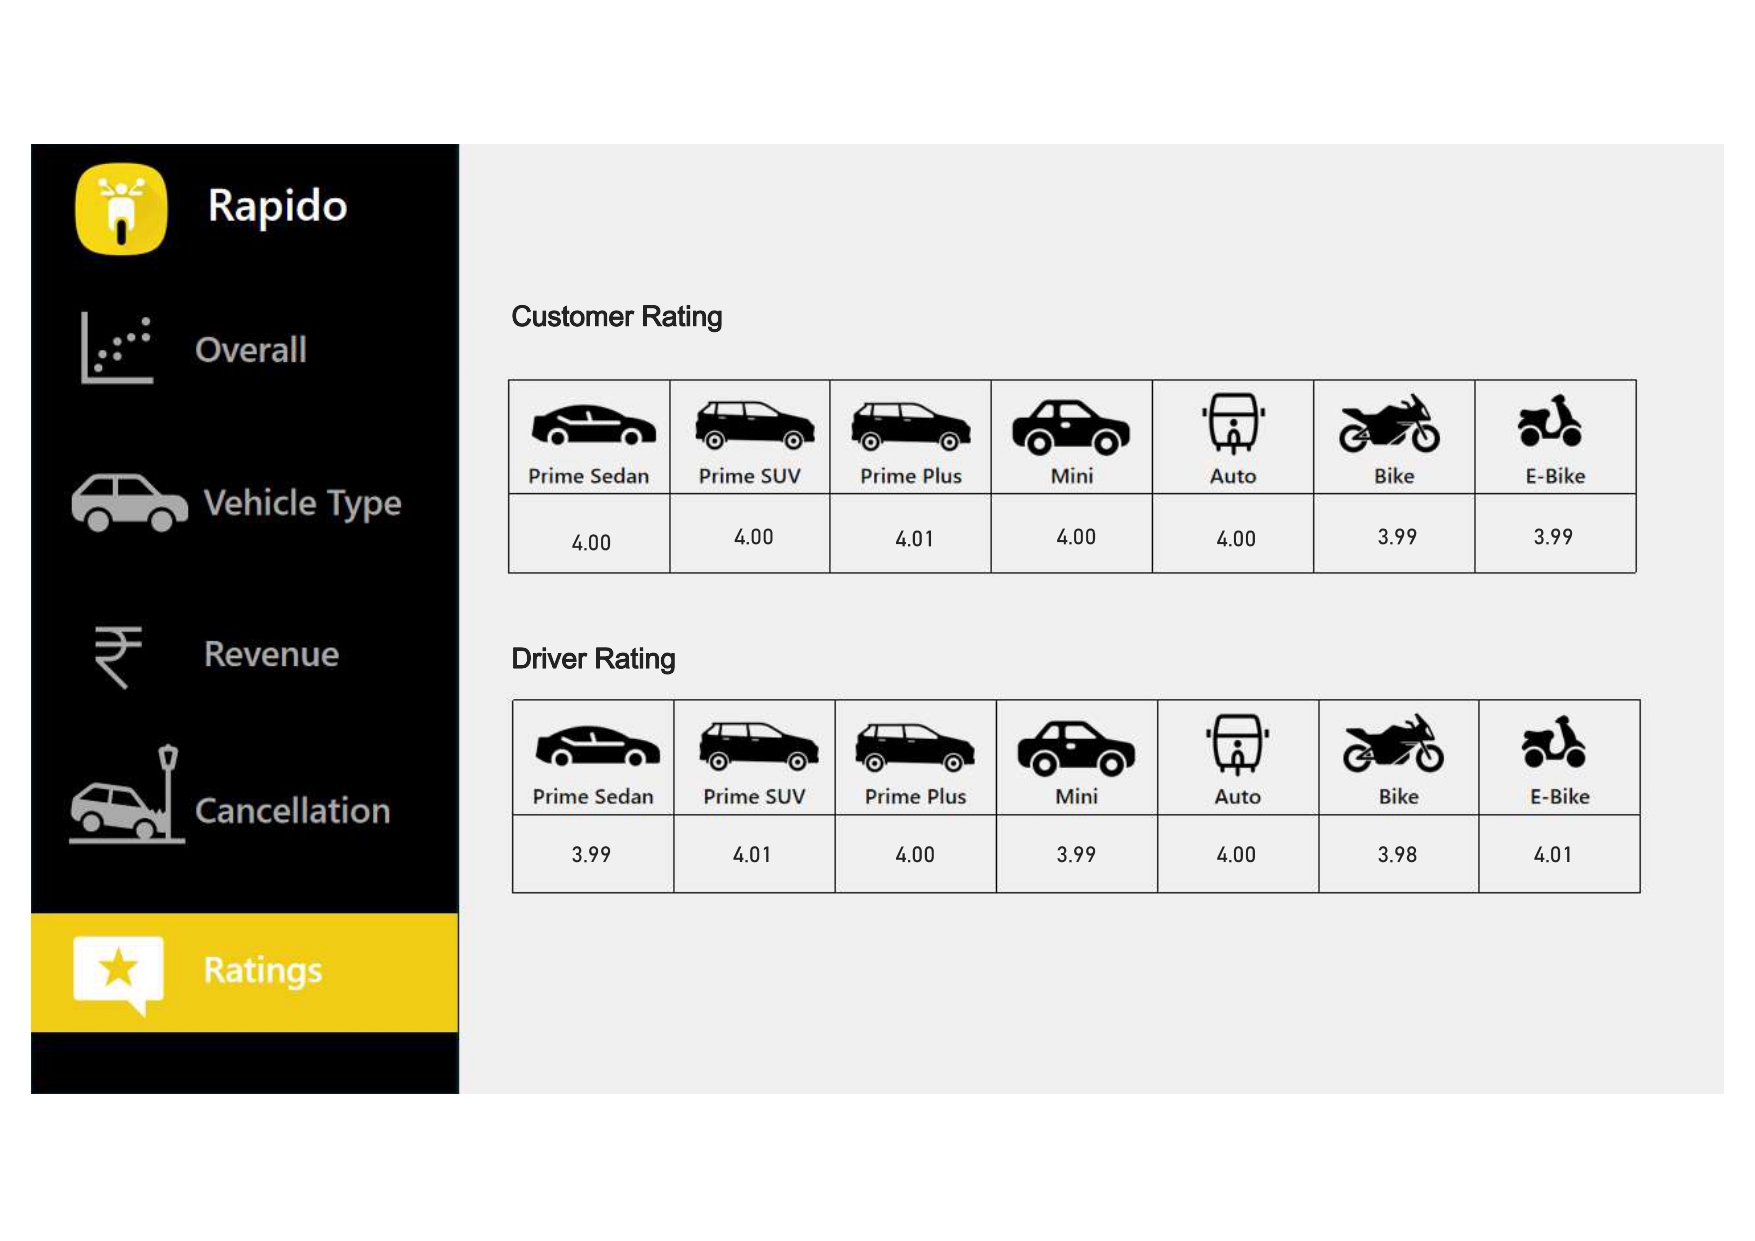 Rapido
Overall
Vehicle Type
Revenue
Cancellation
Ratings
Customer Rating
Prime Sedan Prime SUV Prime Plus Mini Auto Bike E-Bike
4.00 4.00 4.01 4.00 4.00 3.99 3.99
Driver Rating
Prime Sedan Prime SUV Prime Plus Mini Auto Bike E-Bike
3.99 4.01 4.00 3.99 4.00 3.98 4.01